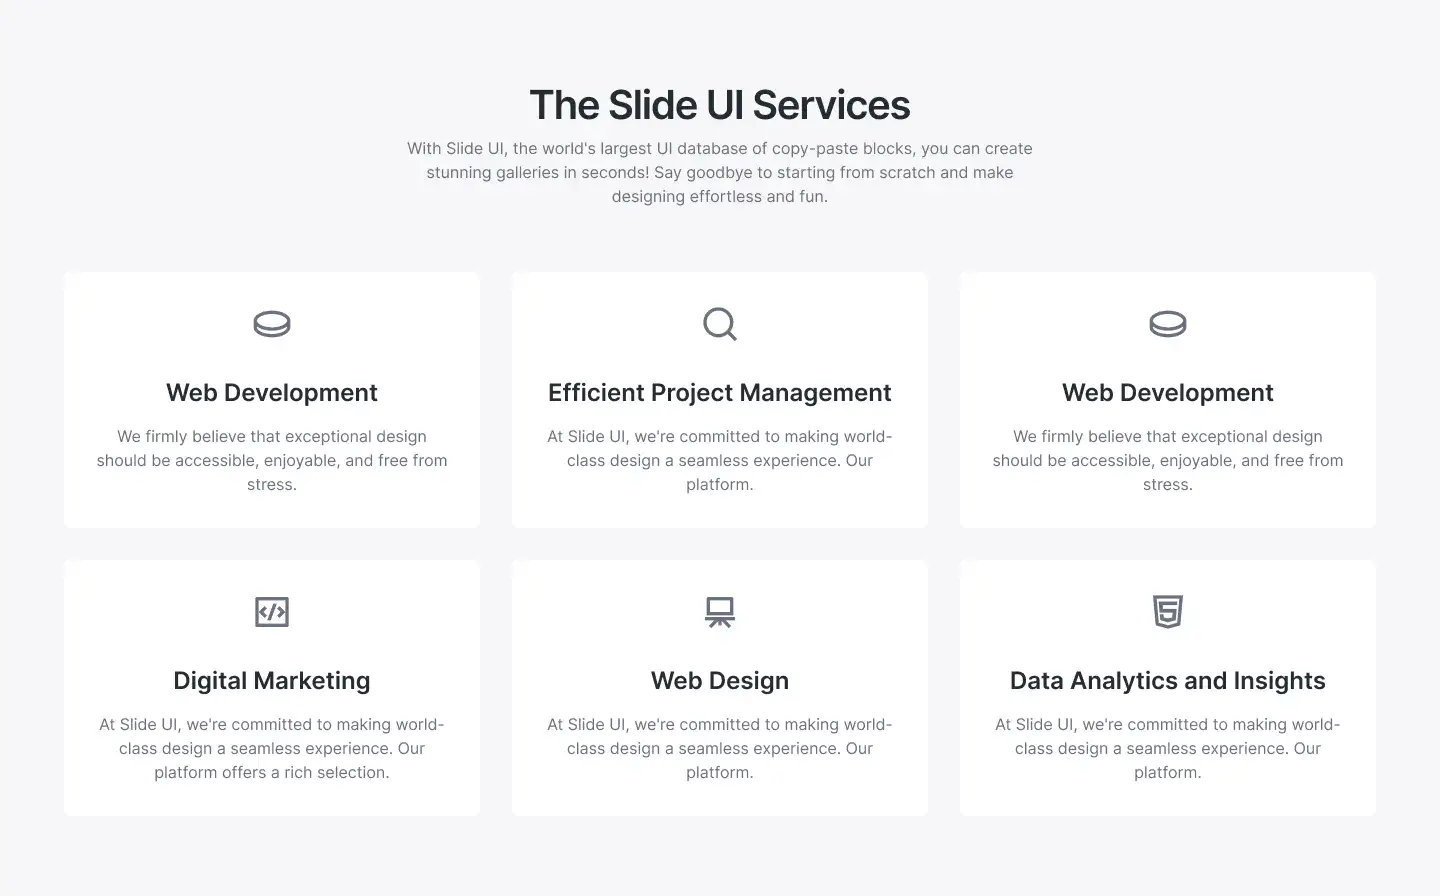 The Slide UI Services
With Slide UI, the world's largest UI database of copy-paste blocks, you can create
stunning galleries in seconds! Say goodbye to starting from scratch and make
designing effortless and fun.
Web Development
We firmly believe that exceptional design
should be accessible, enjoyable, and free from
stress.
Efficient Project Management
At Slide UI, we're committed to making world-
class design a seamless experience. Our
platform.
Web Development
We firmly believe that exceptional design
should be accessible, enjoyable, and free from
stress.
Digital Marketing
At Slide UI, we're committed to making world-
class design a seamless experience. Our
platform offers a rich selection.
Web Design
At Slide UI, we're committed to making world-
class design a seamless experience. Our
platform.
Data Analytics and Insights
At Slide UI, we're committed to making world-
class design a seamless experience. Our
platform.